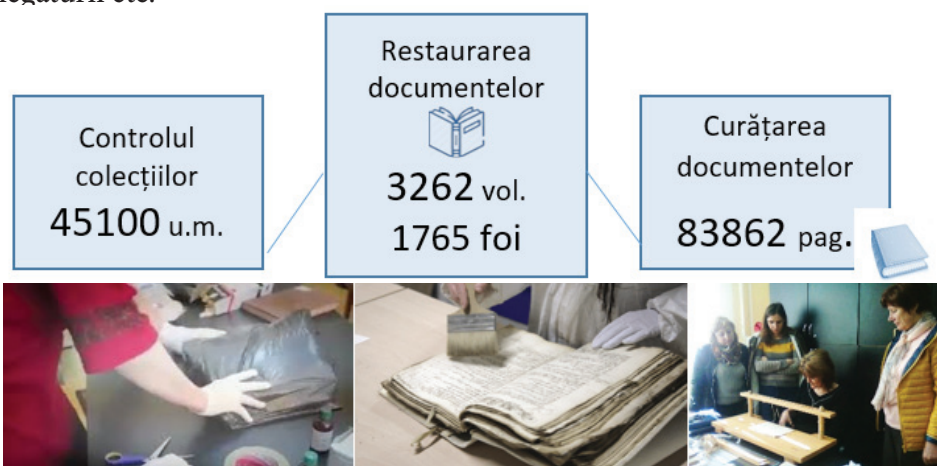 Controlul
colecțiilor
45100 u.m.
Restaurarea
documentelor
3262 vol.
1765 foi
Curățarea
documentelor
83862 pag.